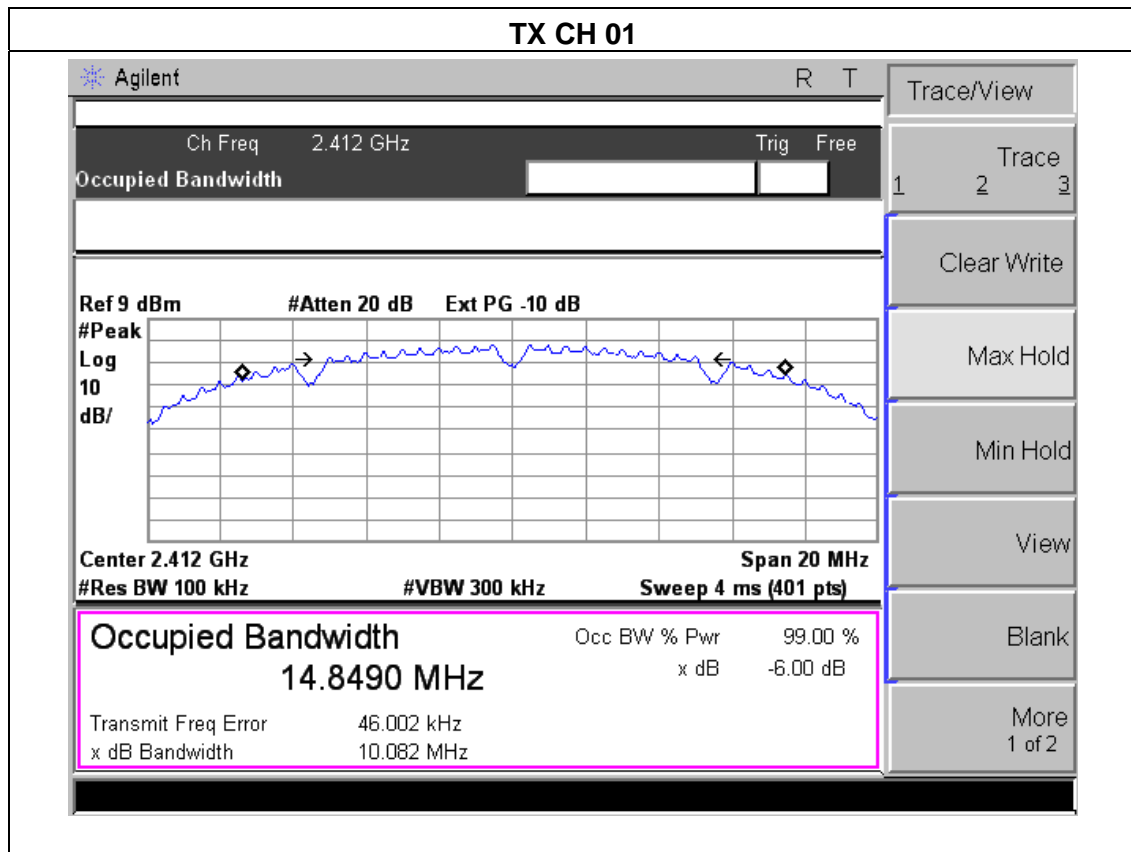 TX CH 01
Agilent R T
Trace/View
Ch Freq 2.412 GHz Trig Free
Occupied Bandwidth
Trace
1 2 3
Clear Write
Ref 9 dBm #Atten 20 dB Ext PG -10 dB
#Peak
Log
10
dB/
Max Hold
Min Hold
Center 2.412 GHz Span 20 MHz
#Res BW 100 kHz #VBW 300 kHz Sweep 4 ms (401 pts)
View
Occupied Bandwidth Occ BW % Pwr 99.00 %
14.8490 MHz x dB -6.00 dB
Blank
Transmit Freq Error 46.002 kHz
x dB Bandwidth 10.082 MHz
More
1 of 2